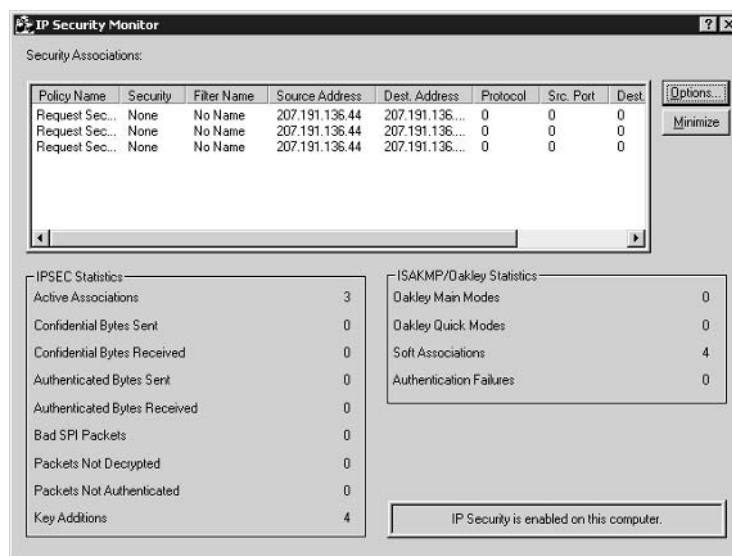 IP Security Monitor
Security Associations:
Policy Name Security Filter Name Source Address Dest. Address Protocol Src. Port Dest.
Request Sec... None No Name 207.191.136.44 207.191.136.... 0 0 0
Request Sec... None No Name 207.191.136.44 207.191.136.... 0 0 0
Request Sec... None No Name 207.191.136.44 207.191.136.... 0 0 0
Options...
Minimize
IPSEC Statistics
Active Associations 3
Confidential Bytes Sent 0
Confidential Bytes Received 0
Authenticated Bytes Sent 0
Authenticated Bytes Received 0
Bad SPI Packets 0
Packets Not Decrypted 0
Packets Not Authenticated 0
Key Additions 4
ISAKMP/Oakley Statistics
Oakley Main Modes 0
Oakley Quick Modes 0
Soft Associations 4
Authentication Failures 0
IP Security is enabled on this computer.